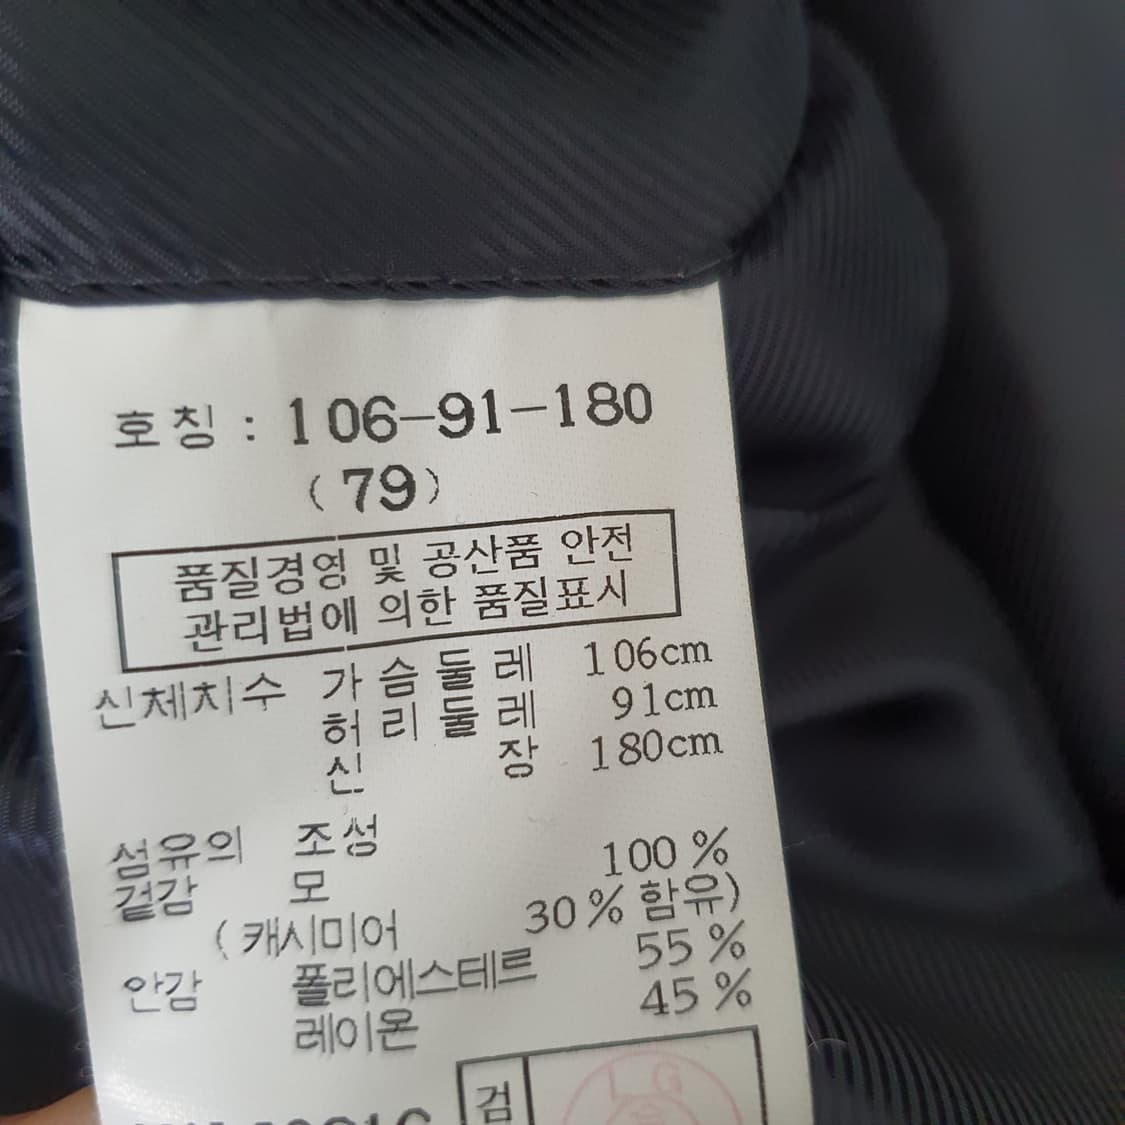 호칭 : 106-91-180
(79)
품질경영 및 공산품 안전
관리법에 의한 품질표시
신체치수 가슴둘레 106cm
허리둘레 91cm
신장 180cm
섬유의 조성
겉감 모 100%
(캐시미어 30%함유)
안감 폴리에스테르 55%
레이온 45%
검
LG